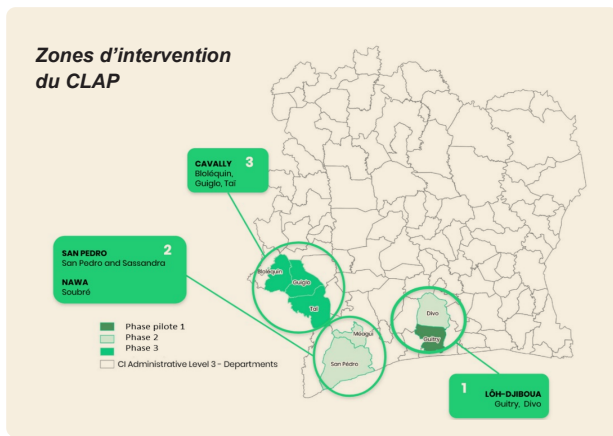 Zones d'intervention
du CLAP
CAVALLY 3
Bloléquin,
Guiglo, Taï
SAN PEDRO 2
San Pedro and Sassandra
NAWA
Soubré
Bloléquin
Guiglo
Taï
Méagui
San Pédro
Divo
Guitry
Phase pilote 1
Phase 2
Phase 3
CI Administrative Level 3 - Departments
1 LÔH-DJIBOUA
Guitry, Divo